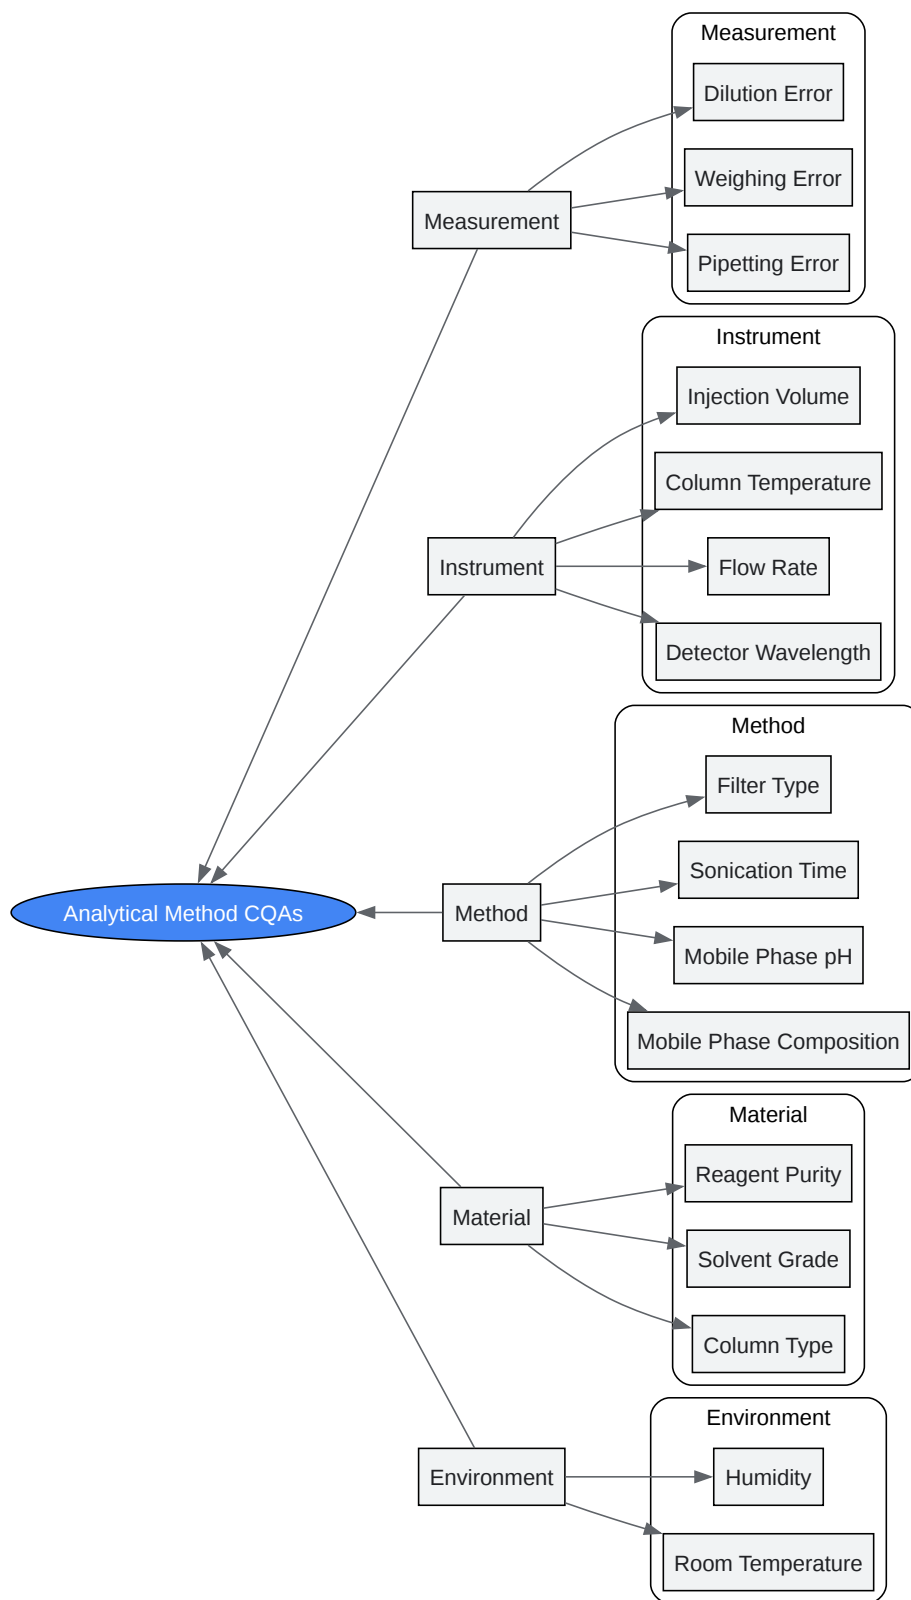 Measurement
Dilution Error
Weighing Error
Measurement
Pipetting Error
Instrument
Injection Volume
Column Temperature
Instrument
Flow Rate
Detector Wavelength
Method
Filter Type
Sonication Time
Analytical Method CQAs
Method
Mobile Phase pH
Mobile Phase Composition
Material
Reagent Purity
Material
Solvent Grade
Column Type
Environment
Environment
Humidity
Room Temperature